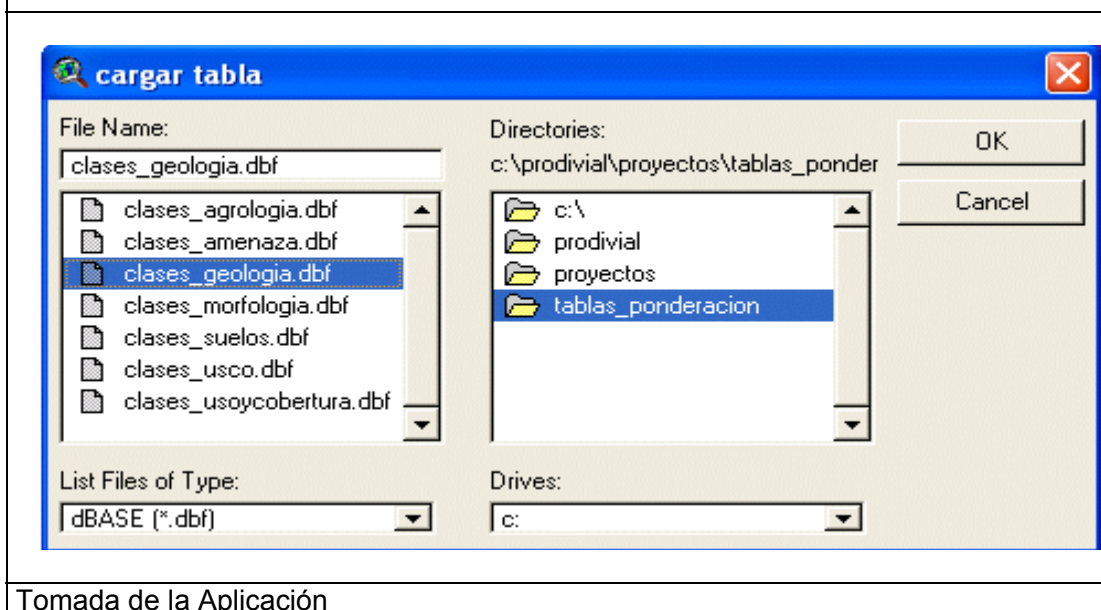 cargar tabla
File Name:
clases_geologia.dbf
clases_agrologia.dbf
clases_amenaza.dbf
clases_geologia.dbf
clases_morfologia.dbf
clases_suelos.dbf
clases_usco.dbf
clases_usoycobertura.dbf
List Files of Type:
dBASE (*.dbf)
Directories:
c:\prodivial\proyectos\tablas_ponder
c:\
prodivial
proyectos
tablas_ponderacion
Drives:
c:
OK
Cancel
Tomada de la Aplicación